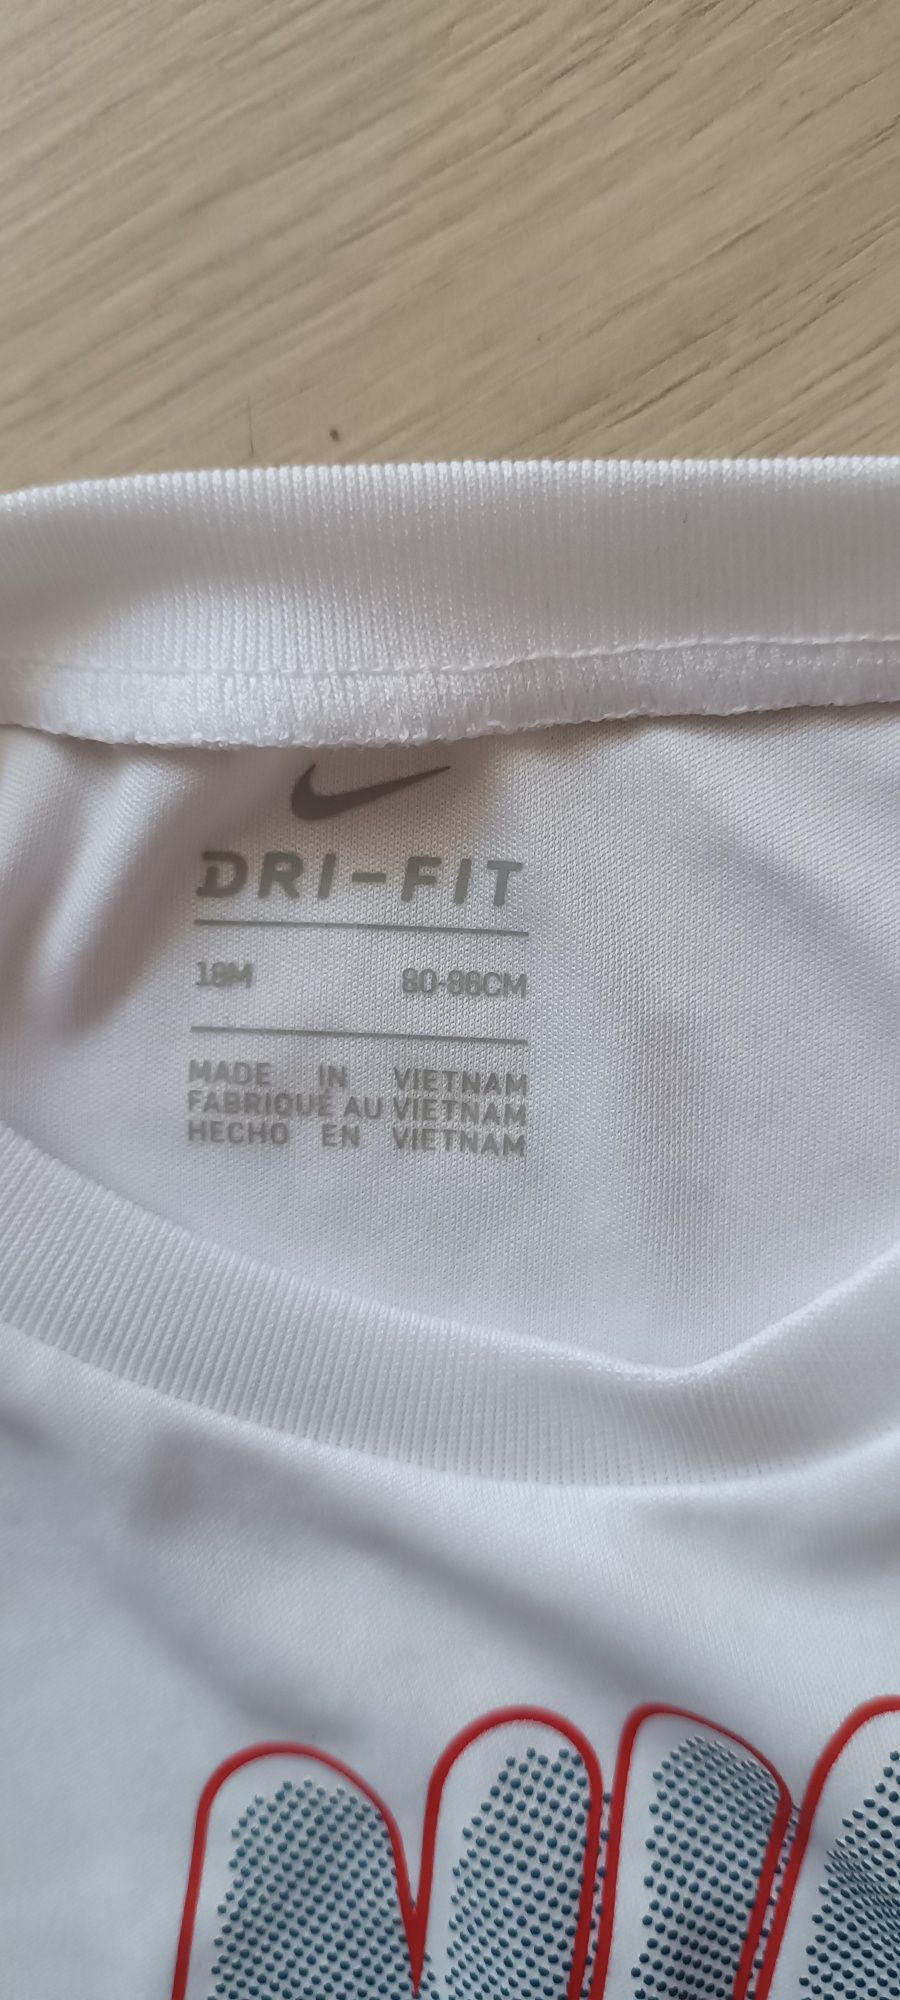 DRI-FIT
18M 80-86CM
MADE IN VIETNAM
FABRIQUÉ AU VIETNAM
HECHO EN VIETNAM